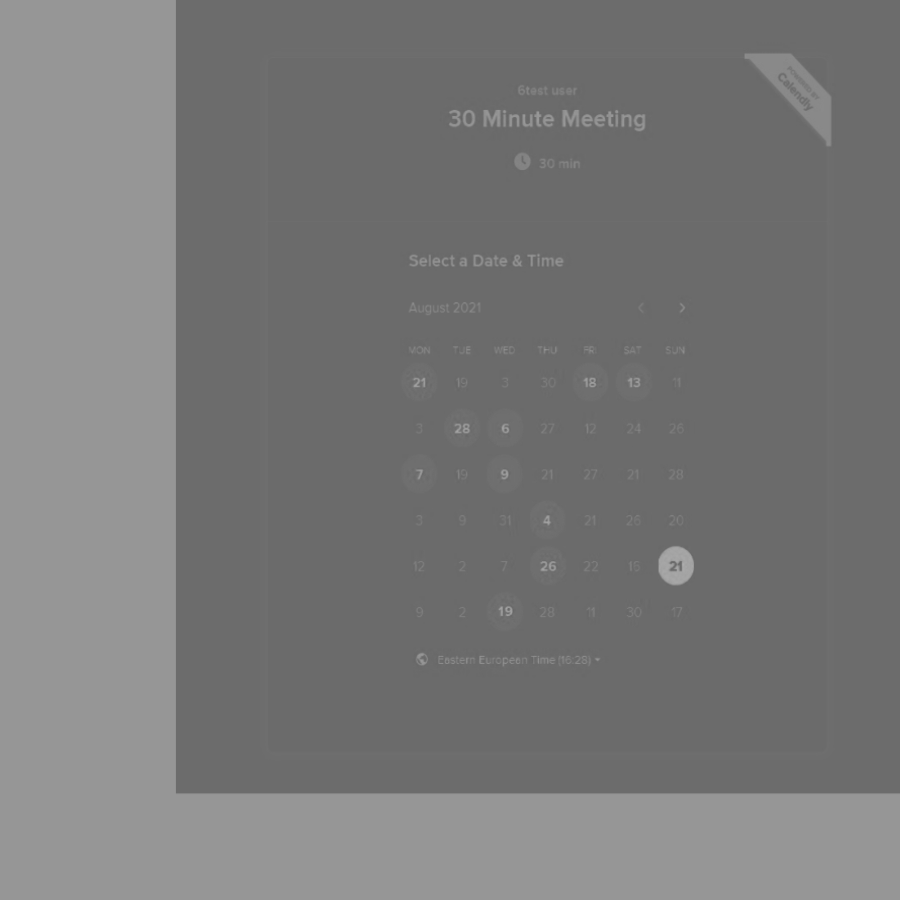 POWERED BY
Calendly
6test user
30 Minute Meeting
30 min
Select a Date & Time
August 2021
MON TUE WED THU FRI SAT SUN
21 19 3 30 18 13 11
3 28 6 27 12 24 26
7 19 9 21 27 21 28
3 9 31 4 21 26 20
12 2 7 26 22 15 21
9 2 19 28 11 30 17
Eastern European Time (16:28)